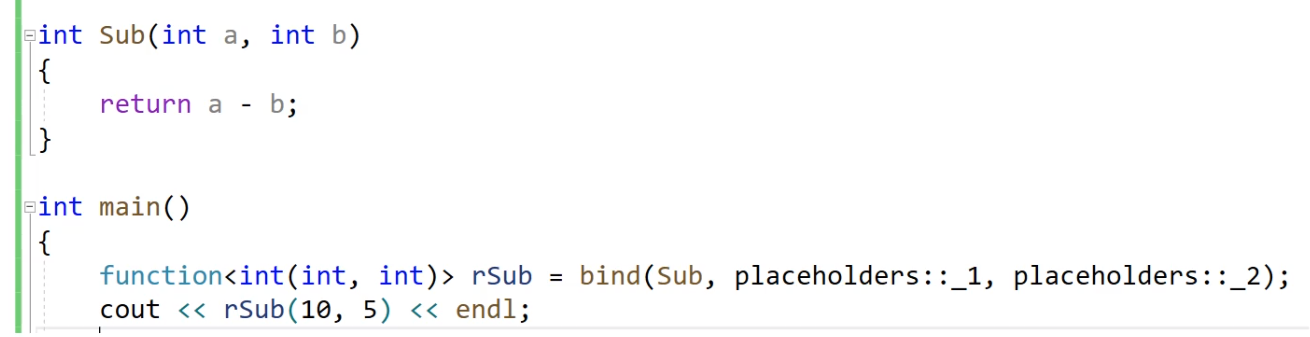 int Sub(int a, int b)
{
    return a - b;
}
int main()
{
    function<int(int, int)> rSub = bind(Sub, placeholders::_1, placeholders::_2);
    cout << rSub(10, 5) << endl;